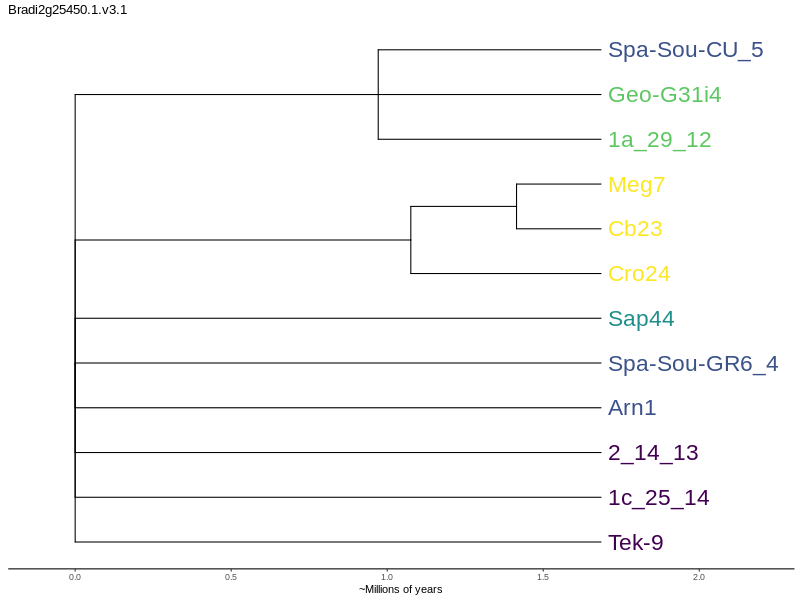 Bradi2g25450.1.v3.1
Spa-Sou-CU_5
Geo-G31i4
1a_29_12
Meg7
Cb23
Cro24
Sap44
Spa-Sou-GR6_4
Arn1
2_14_13
1c_25_14
Tek-9
0.0 0.5 1.0 1.5 2.0
~Millions of years